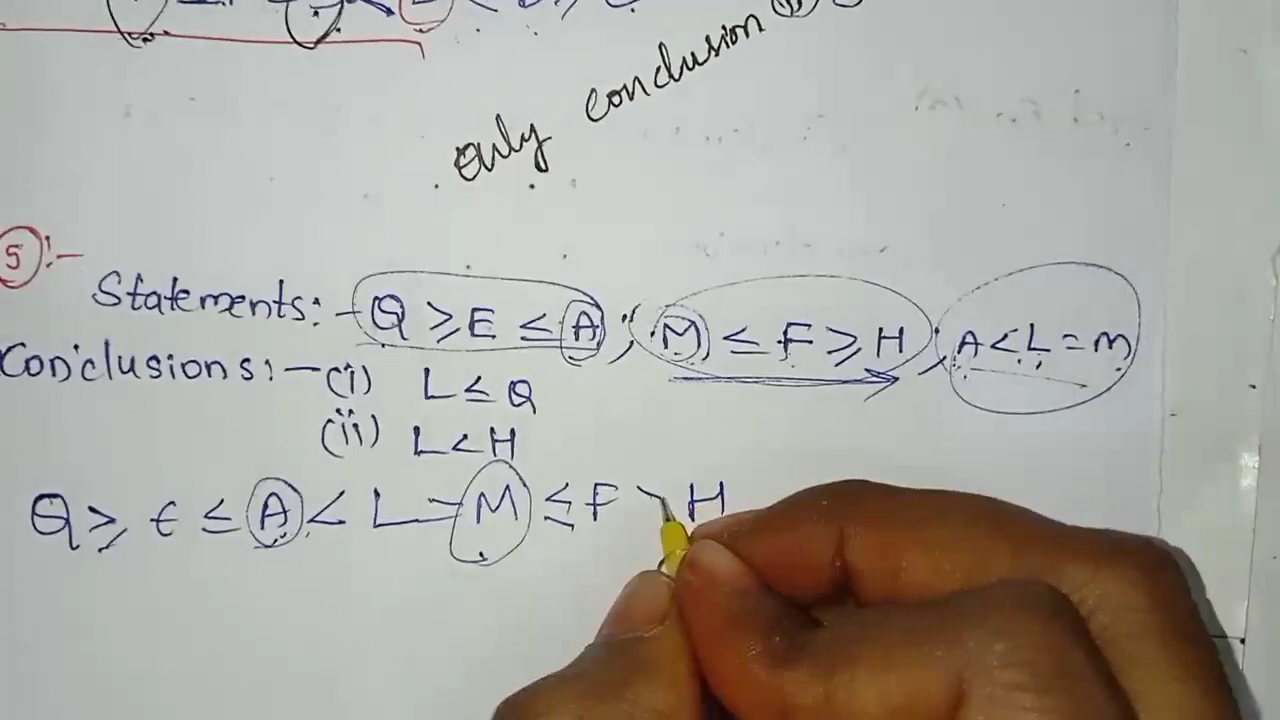 only conclusion
5 :-
Statements :- Q ≥ E ≤ A ; M ≤ F ≥ H ; A < L = M
Conclusions :- (i) L ≤ Q
(ii) L < H
Q ≥ E ≤ A < L = M ≤ F > H